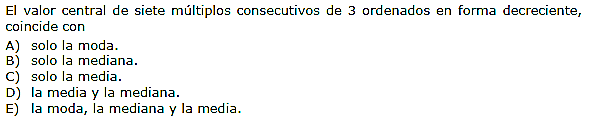 El valor central de siete múltiplos consecutivos de 3 ordenados en forma decreciente,
coincide con
A) solo la moda.
B) solo la mediana.
C) solo la media.
D) la media y la mediana.
E) la moda, la mediana y la media.